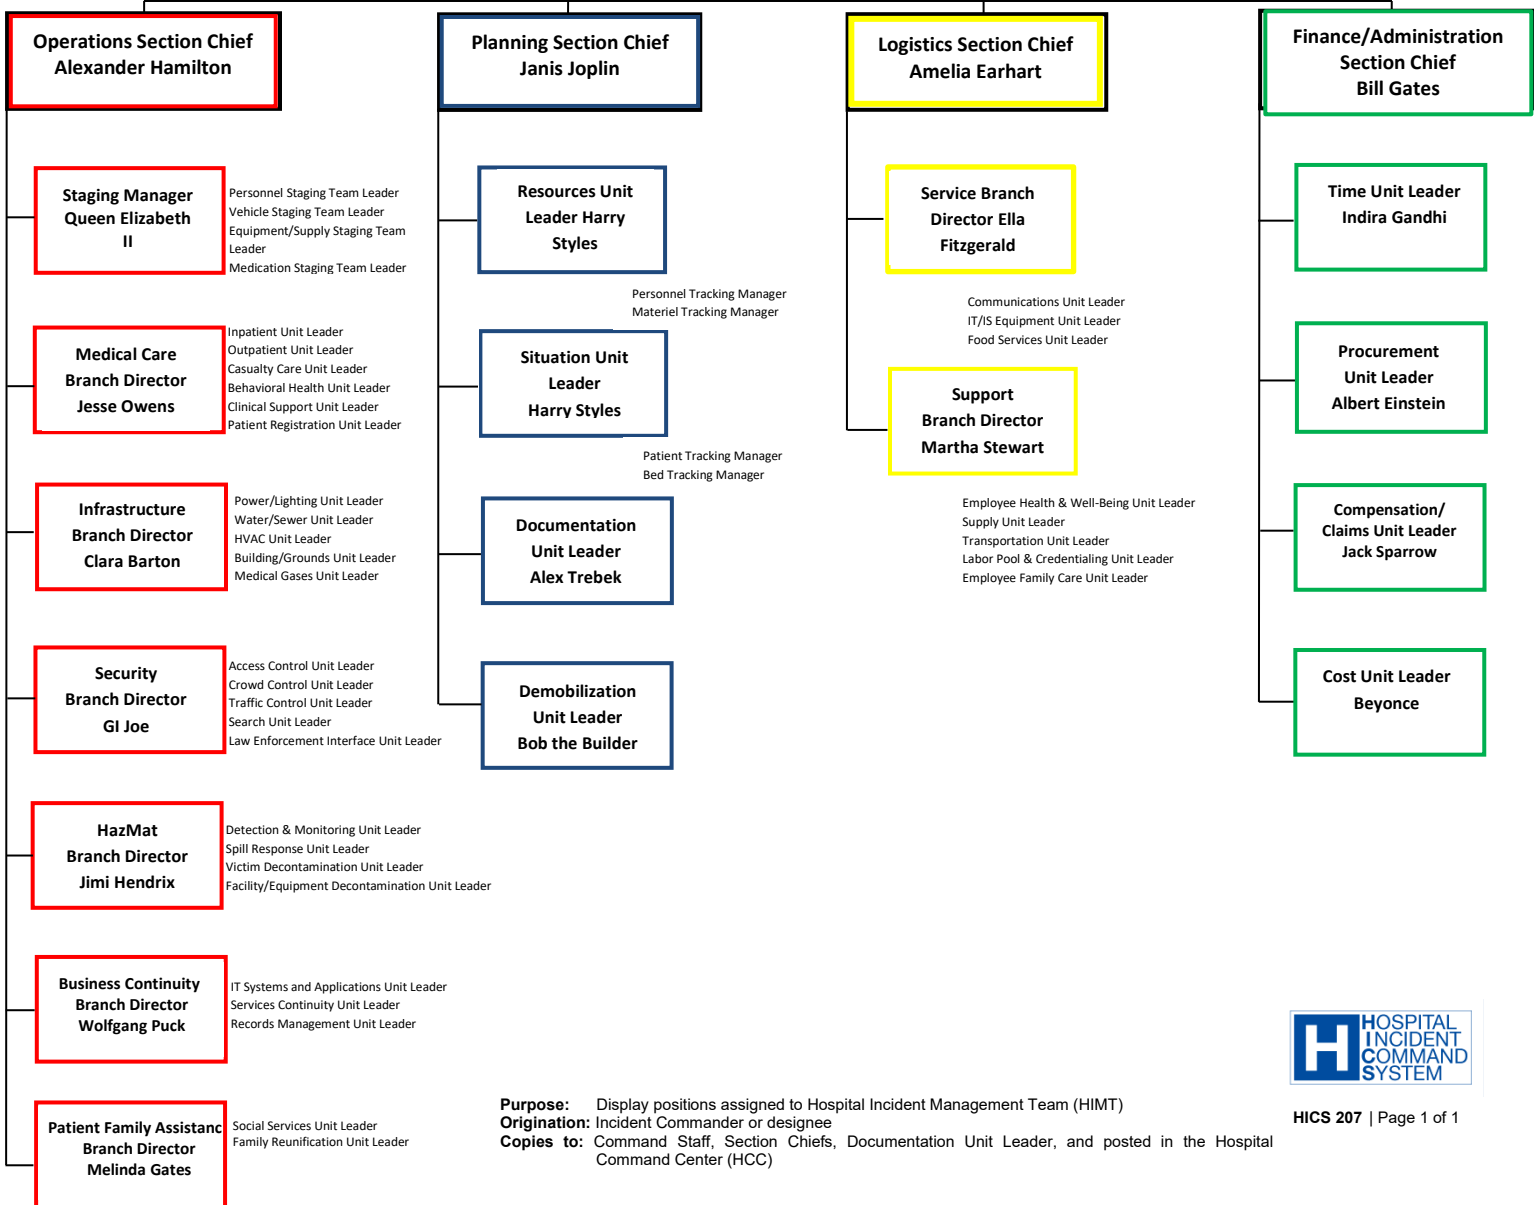 Operations Section Chief
Alexander Hamilton
Planning Section Chief
Janis Joplin
Logistics Section Chief
Amelia Earhart
Finance/Administration
Section Chief
Bill Gates
Staging Manager
Queen Elizabeth
II
Personnel Staging Team Leader
Vehicle Staging Team Leader
Equipment/Supply Staging Team
Leader
Medication Staging Team Leader
Medical Care
Branch Director
Jesse Owens
Inpatient Unit Leader
Outpatient Unit Leader
Casualty Care Unit Leader
Behavioral Health Unit Leader
Clinical Support Unit Leader
Patient Registration Unit Leader
Infrastructure
Branch Director
Clara Barton
Power/Lighting Unit Leader
Water/Sewer Unit Leader
HVAC Unit Leader
Building/Grounds Unit Leader
Medical Gases Unit Leader
Security
Branch Director
GI Joe
Access Control Unit Leader
Crowd Control Unit Leader
Traffic Control Unit Leader
Search Unit Leader
Law Enforcement Interface Unit Leader
HazMat
Branch Director
Jimi Hendrix
Detection & Monitoring Unit Leader
Spill Response Unit Leader
Victim Decontamination Unit Leader
Facility/Equipment Decontamination Unit Leader
Business Continuity
Branch Director
Wolfgang Puck
IT Systems and Applications Unit Leader
Services Continuity Unit Leader
Records Management Unit Leader
Patient Family Assistanc
Branch Director
Melinda Gates
Social Services Unit Leader
Family Reunification Unit Leader
Resources Unit
Leader Harry
Styles
Personnel Tracking Manager
Materiel Tracking Manager
Situation Unit
Leader
Harry Styles
Patient Tracking Manager
Bed Tracking Manager
Documentation
Unit Leader
Alex Trebek
Demobilization
Unit Leader
Bob the Builder
Service Branch
Director Ella
Fitzgerald
Communications Unit Leader
IT/IS Equipment Unit Leader
Food Services Unit Leader
Support
Branch Director
Martha Stewart
Employee Health & Well-Being Unit Leader
Supply Unit Leader
Transportation Unit Leader
Labor Pool & Credentialing Unit Leader
Employee Family Care Unit Leader
Time Unit Leader
Indira Gandhi
Procurement
Unit Leader
Albert Einstein
Compensation/
Claims Unit Leader
Jack Sparrow
Cost Unit Leader
Beyonce
H
HOSPITAL
INCIDENT
COMMAND
SYSTEM
Purpose: Display positions assigned to Hospital Incident Management Team (HIMT)
Origination: Incident Commander or designee
Copies to: Command Staff, Section Chiefs, Documentation Unit Leader, and posted in the Hospital
Command Center (HCC)
HICS 207 | Page 1 of 1